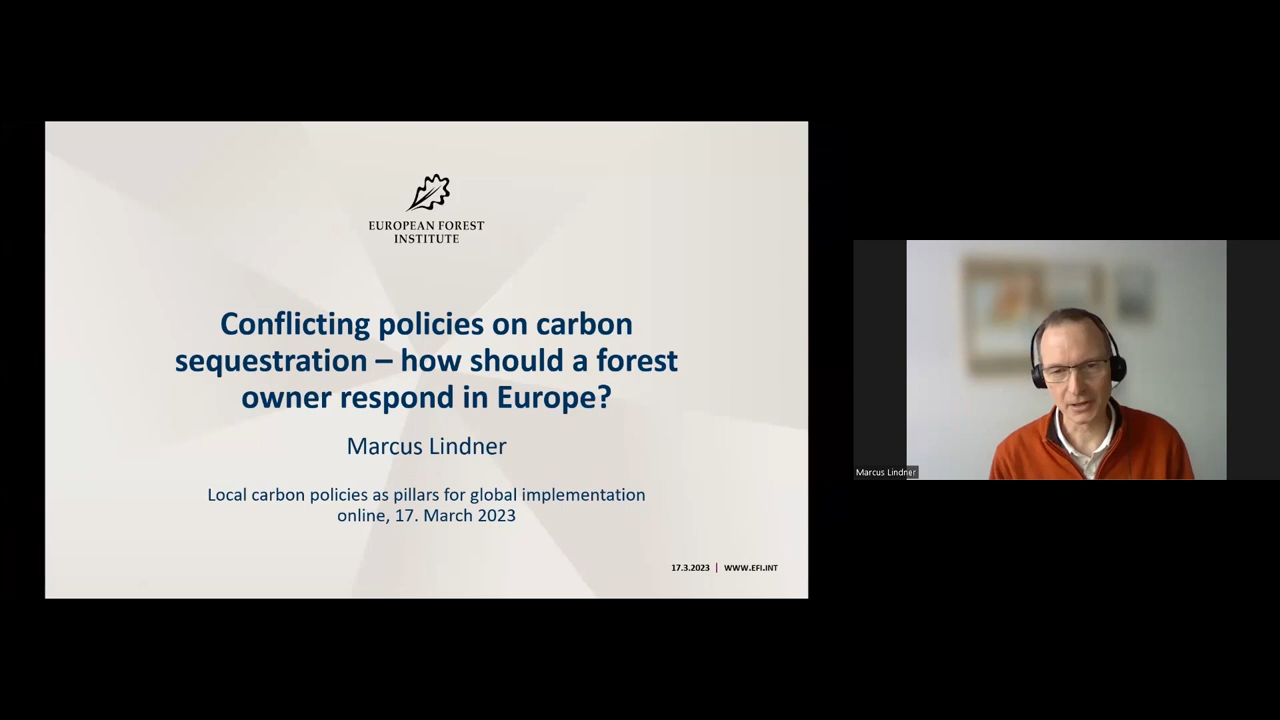 EUROPEAN FOREST
INSTITUTE
Conflicting policies on carbon
sequestration – how should a forest
owner respond in Europe?
Marcus Lindner
Local carbon policies as pillars for global implementation
online, 17. March 2023
17.3.2023 | WWW.EFI.INT
Marcus Lindner